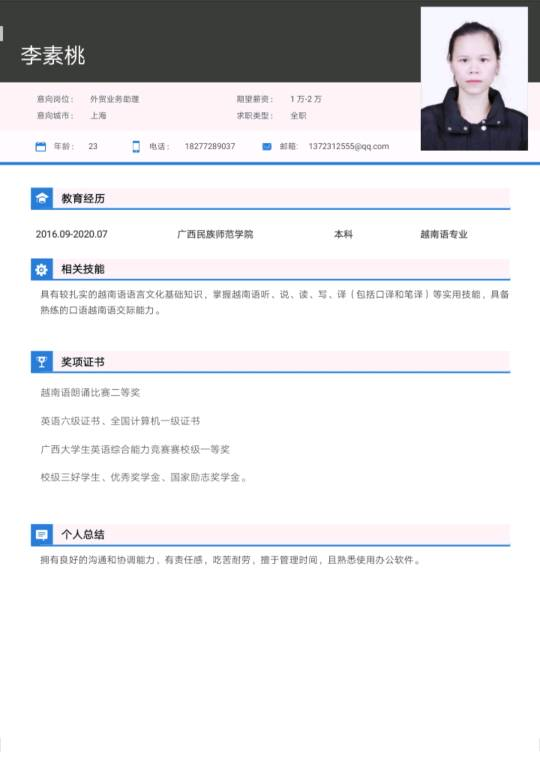 李素桃
意向岗位： 外贸业务助理 期望薪资： 1 万-2 万
意向城市： 上海 求职类型： 全职
年龄： 23 电话： 18277289037 邮箱: 1372312555@qq.com
教育经历
2016.09-2020.07 广西民族师范学院 本科 越南语专业
相关技能
具有较扎实的越南语语言文化基础知识，掌握越南语听、说、读、写、译（包括口译和笔译）等实用技能，具备
熟练的口语越南语交际能力。
奖项证书
越南语朗诵比赛二等奖
英语六级证书、全国计算机一级证书
广西大学生英语综合能力竞赛赛校级一等奖
校级三好学生、优秀奖学金、国家励志奖学金。
个人总结
拥有良好的沟通和协调能力，有责任感，吃苦耐劳，擅于管理时间，且熟悉使用办公软件。